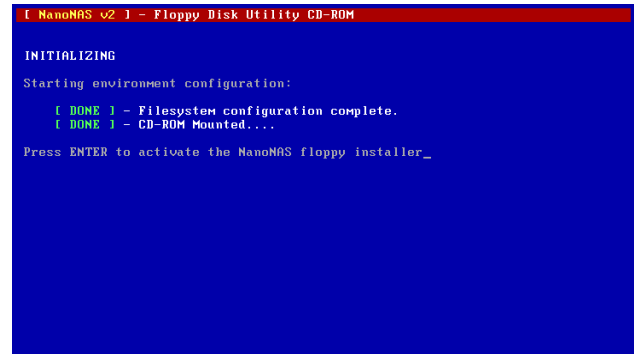 [ NanoNAS v2 ] - Floppy Disk Utility CD-ROM
INITIALIZING
Starting environment configuration:
[ DONE ] - Filesystem configuration complete.
[ DONE ] - CD-ROM Mounted....
Press ENTER to activate the NanoNAS floppy installer_